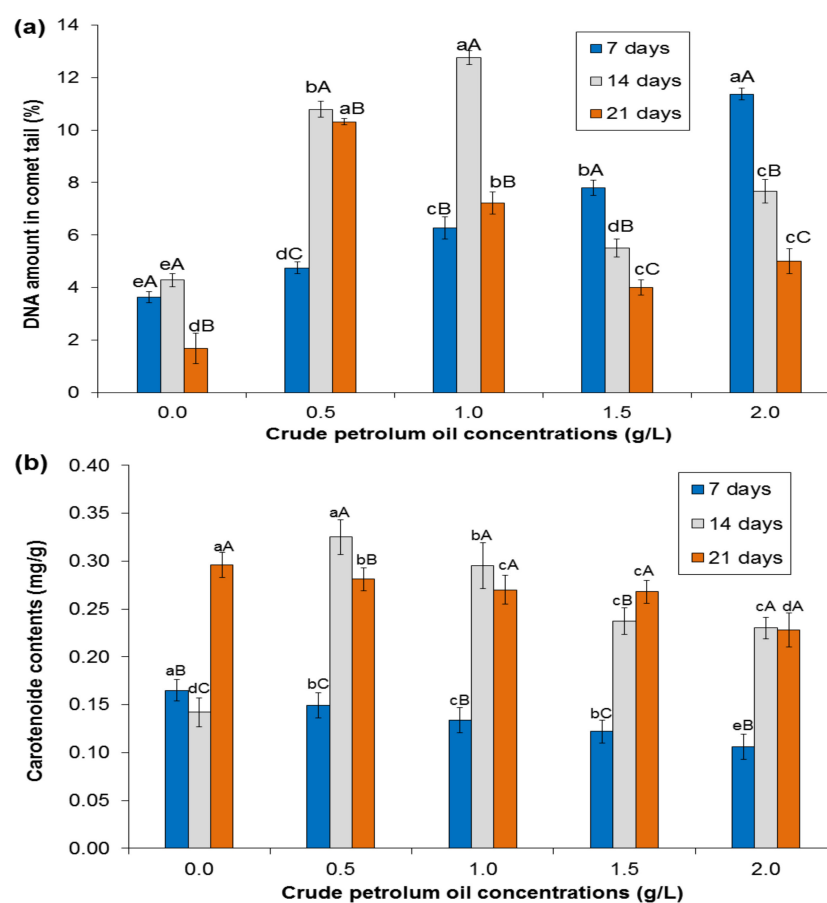 (a)
DNA amount in comet tail (%)
14
12
10
8
6
4
2
0
7 days
14 days
21 days
eA eA dB
dC bA aB
cB aA bB
bA dB cC
aA cB cC
0.0 0.5 1.0 1.5 2.0
Crude petrolum oil concentrations (g/L)
(b)
Carotenoide contents (mg/g)
0.40
0.35
0.30
0.25
0.20
0.15
0.10
0.05
0.00
7 days
14 days
21 days
aB dC aA
bC aA bB
cB bA cA
bC cB cA
eB cA dA
0.0 0.5 1.0 1.5 2.0
Crude petrolum oil concentrations (g/L)